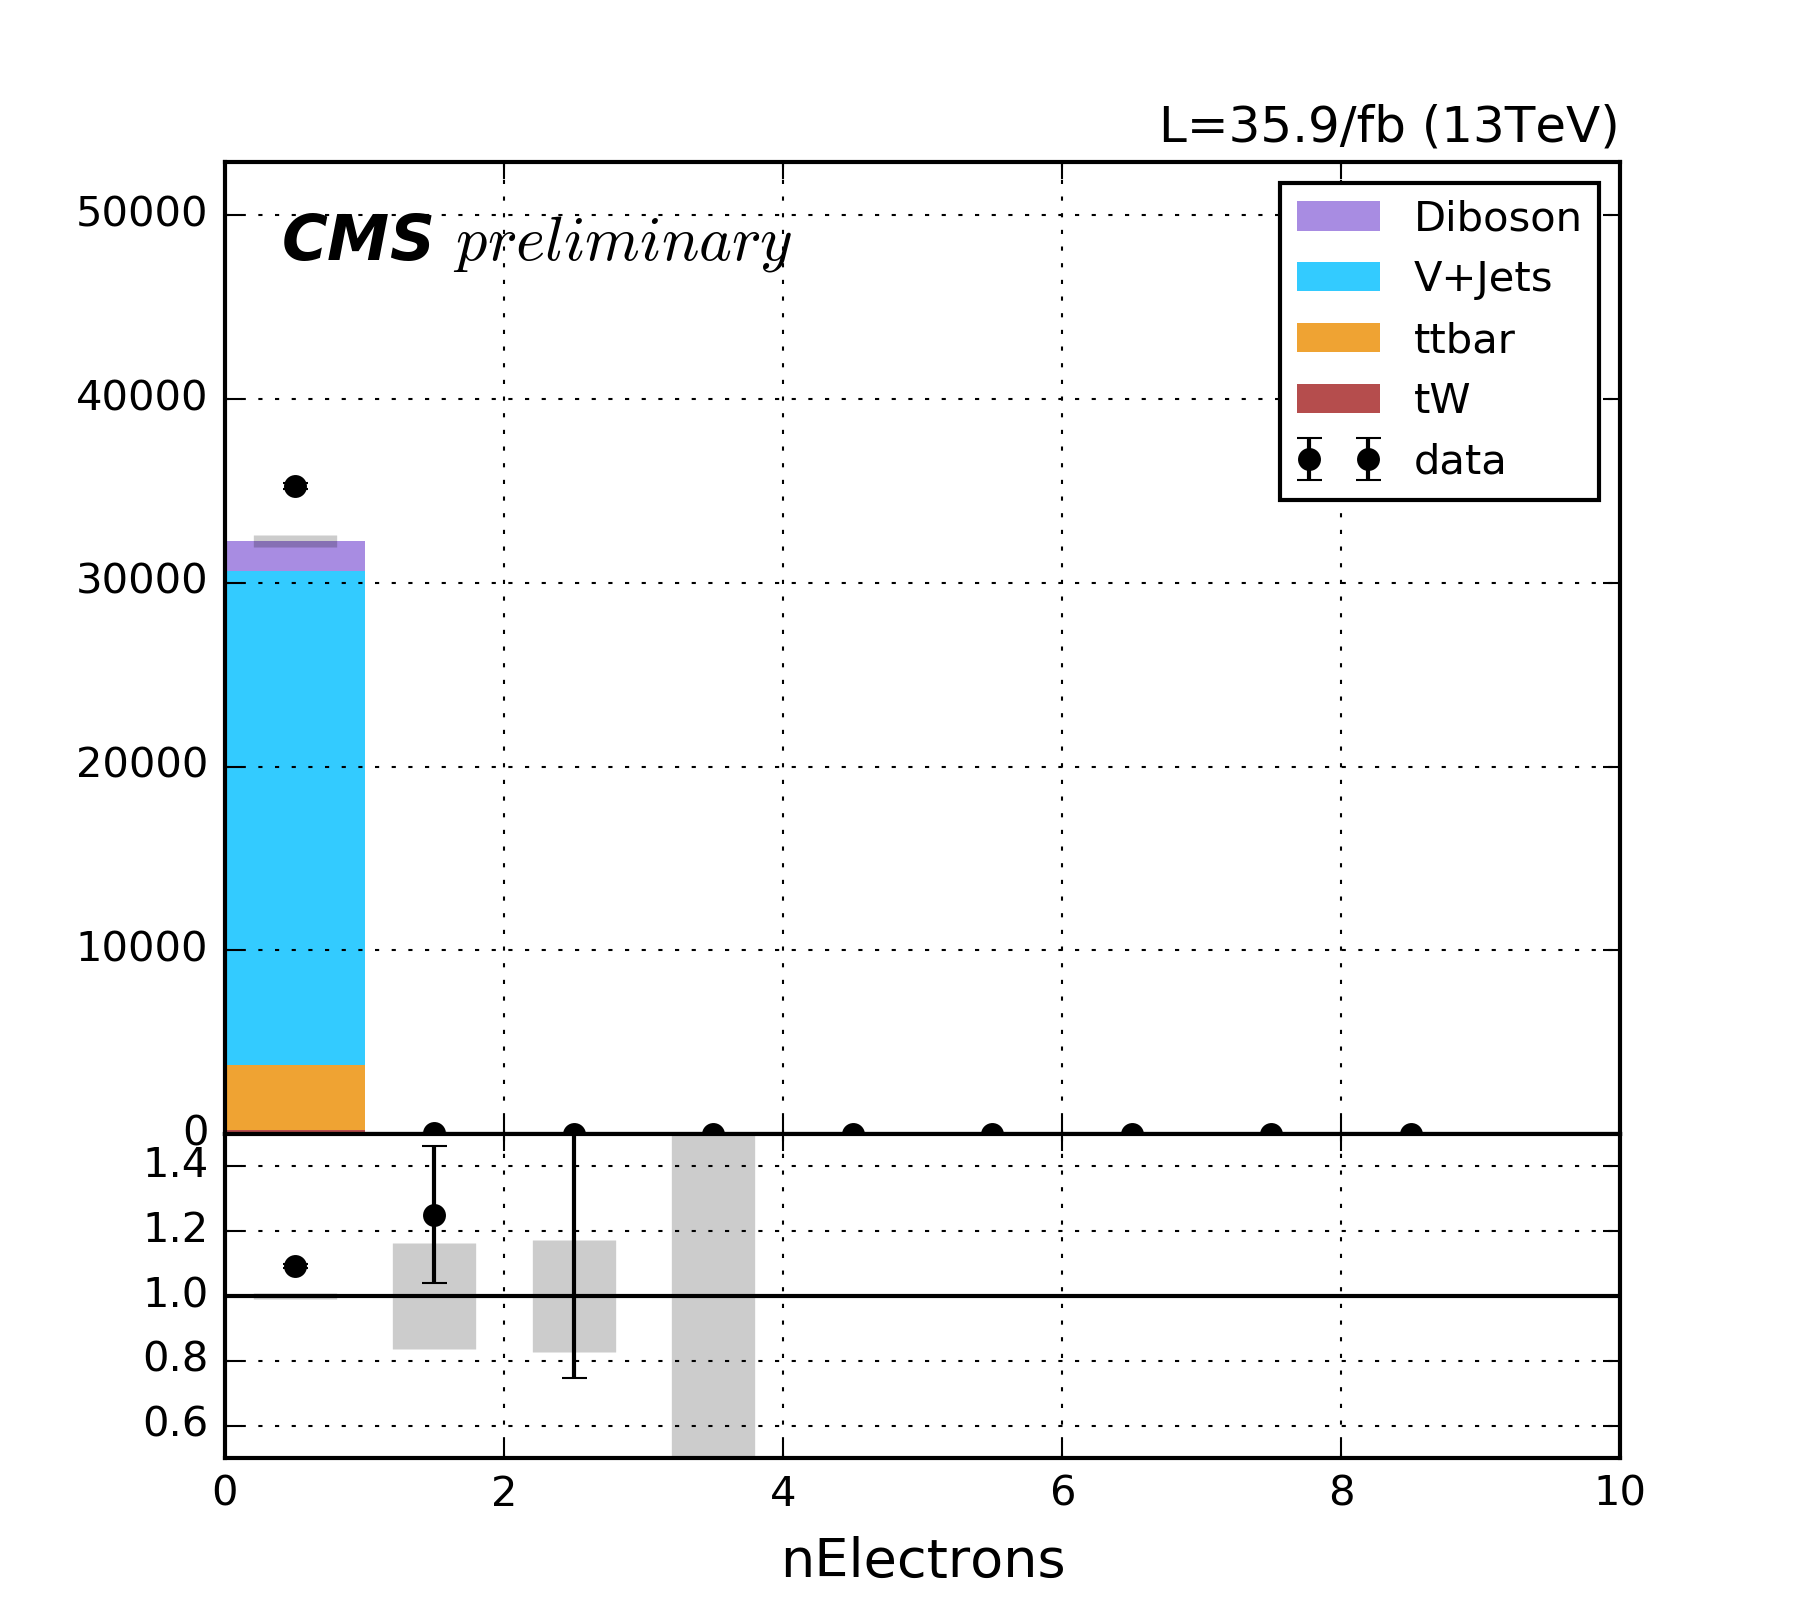 L=35.9/fb (13TeV)
CMS preliminary
Diboson
V+Jets
ttbar
tW
data
50000
40000
30000
20000
10000
0
1.4
1.2
1.0
0.8
0.6
0 2 4 6 8 10
nElectrons